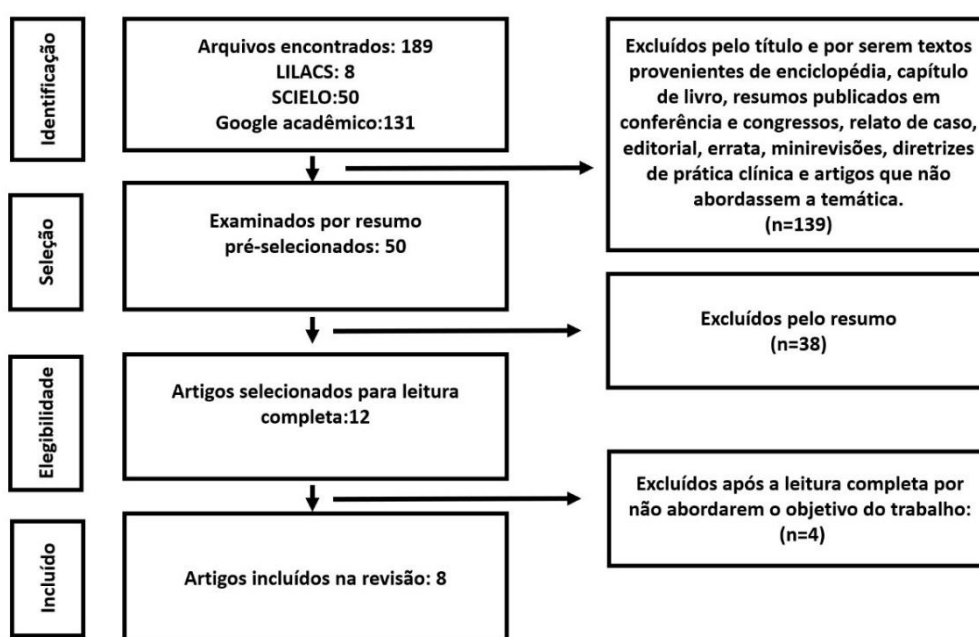 Identificação
Arquivos encontrados: 189
LILACS: 8
SCIELO:50
Google acadêmico:131
Excluídos pelo título e por serem textos
provenientes de enciclopédia, capítulo
de livro, resumos publicados em
conferência e congressos, relato de caso,
editorial, errata, minirevisões, diretrizes
de prática clínica e artigos que não
abordassem a temática.
(n=139)
Seleção
Examinados por resumo
pré-selecionados: 50
Excluídos pelo resumo
(n=38)
Elegibilidade
Artigos selecionados para leitura
completa:12
Excluídos após a leitura completa por
não abordarem o objetivo do trabalho:
(n=4)
Incluído
Artigos incluídos na revisão: 8